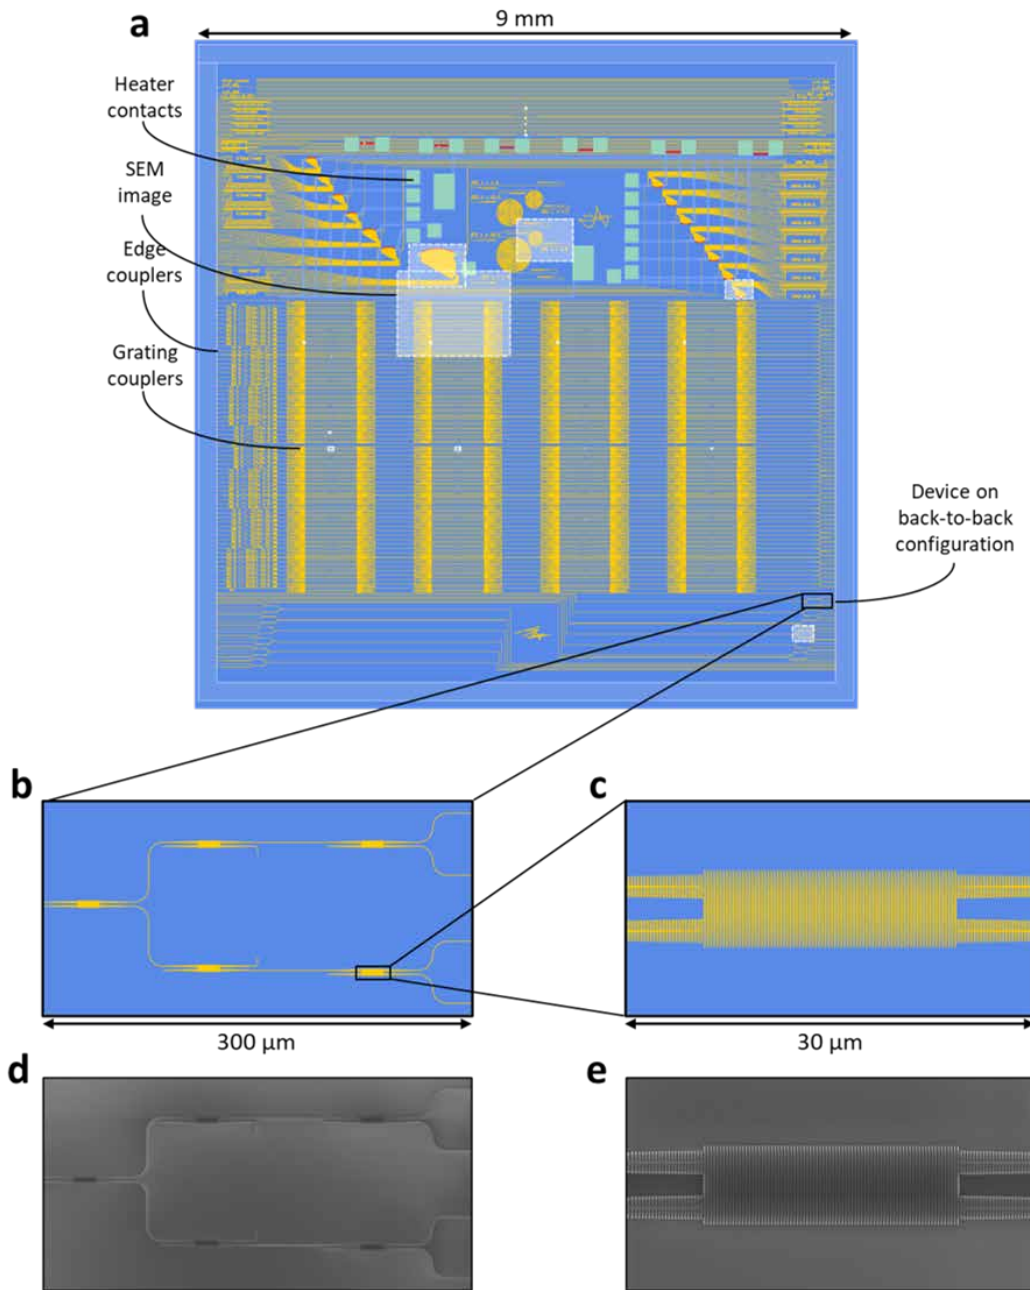 a
9 mm
Heater
contacts
SEM
image
Edge
couplers
Grating
couplers
Device on
back-to-back
configuration
b
c
300 µm
30 µm
d
e